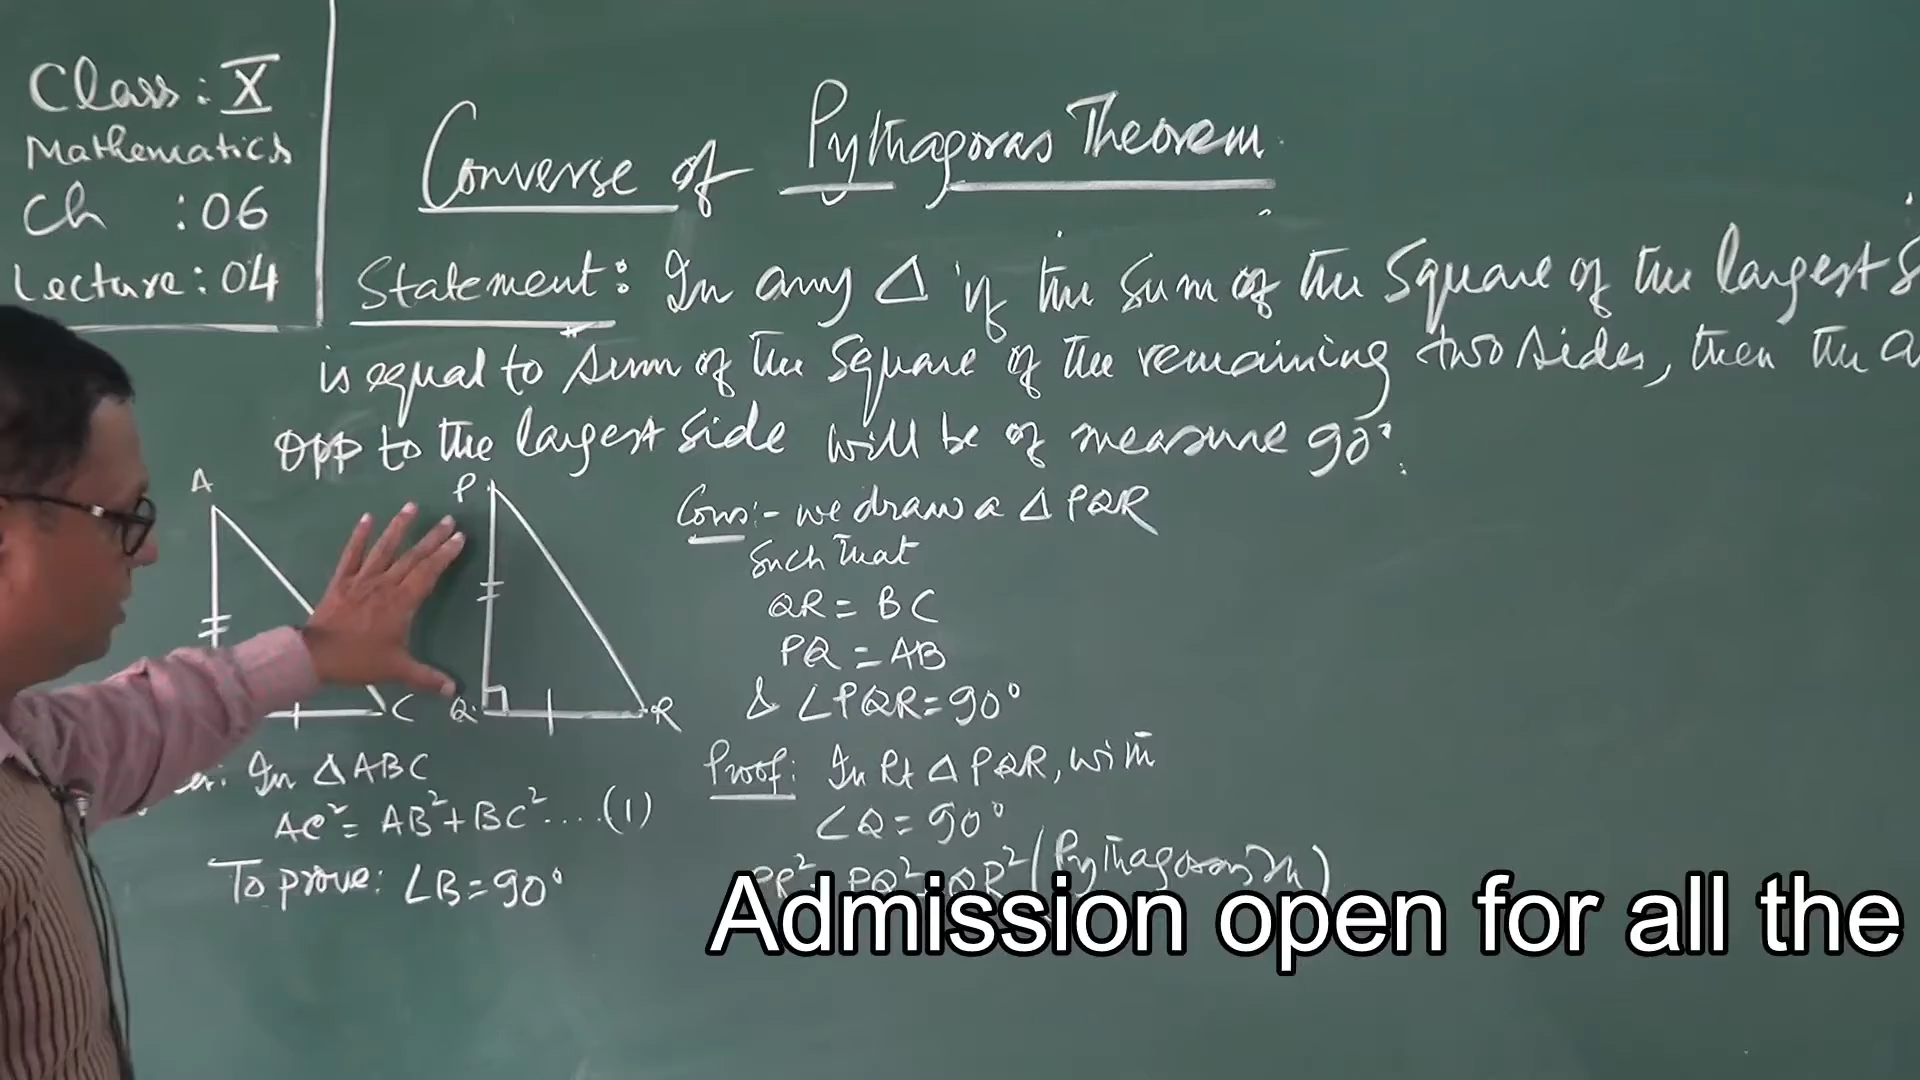 Class: X
Mathematics
Ch : 06
Lecture: 04
Converse of Pythagoras Theorem.
Statement: In any Δ if the sum of the square of the largest
is equal to sum of the square of the remaining two sides, then the
opp to the largest side will be of measure 90°.
A
C
P
Q
R
In ΔABC
AC² = AB² + BC² .... (1)
To prove: ∠B = 90°
Cons:- we draw a Δ PQR
such that
QR = BC
PQ = AB
& ∠PQR = 90°
Proof: In Rt Δ PQR, with
∠Q = 90°
PR² = PQ² + QR² (Pythagoras Th)
Admission open for all the